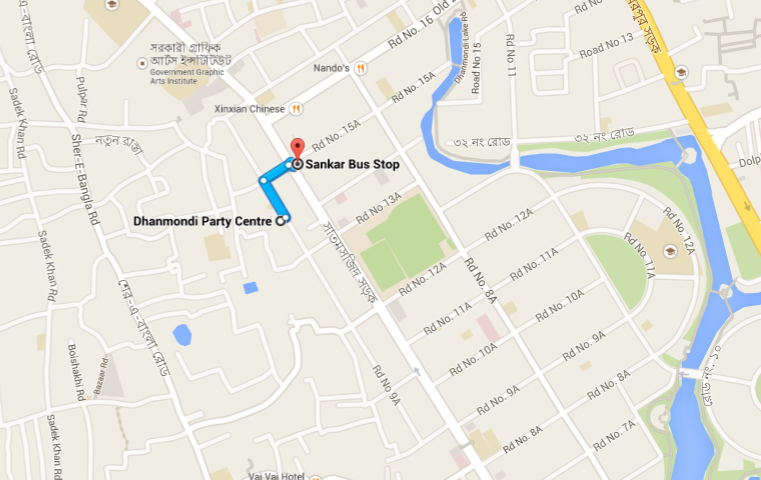 Rd No. 16 Old 2
Dhanmondi Lake Rd
Road No 15
Rd No 11
Road No 13
সরকারী গ্রাফিক
আর্টস ইন্সটিটিউট
Government Graphic
Arts Institute
Nando's
Rd No. 15A
Xinxian Chinese
Pulpar Rd
Sadek Khan Rd
নতুন রাস্তা
Sher-E-Bangla Rd
Rd No. 15A
৩২ নং রোড
৩২ নং রোড
Dolp
Sankar Bus Stop
Dhanmondi Party Centre
Rd No 13A
সাতমসজিদ সড়ক
Rd No. 12A
Rd No. 12A
Rd No. 11A
Rd No. 11A
Rd No. 12A
Rd No. 8A
Sadek Khan Rd
শের-এ-বাংলা রোড
Rd No. 11A
Rd No. 10A
Rd No. 10A
Rd No. 9A
Boishakhi Rd
Bazaar Rd
Rd No 9A
Rd No. 9A
Rd No. 8A
Rd No. 8A
Rd No. 7A
Sadek Khan Rd
Vai Vai Hotel